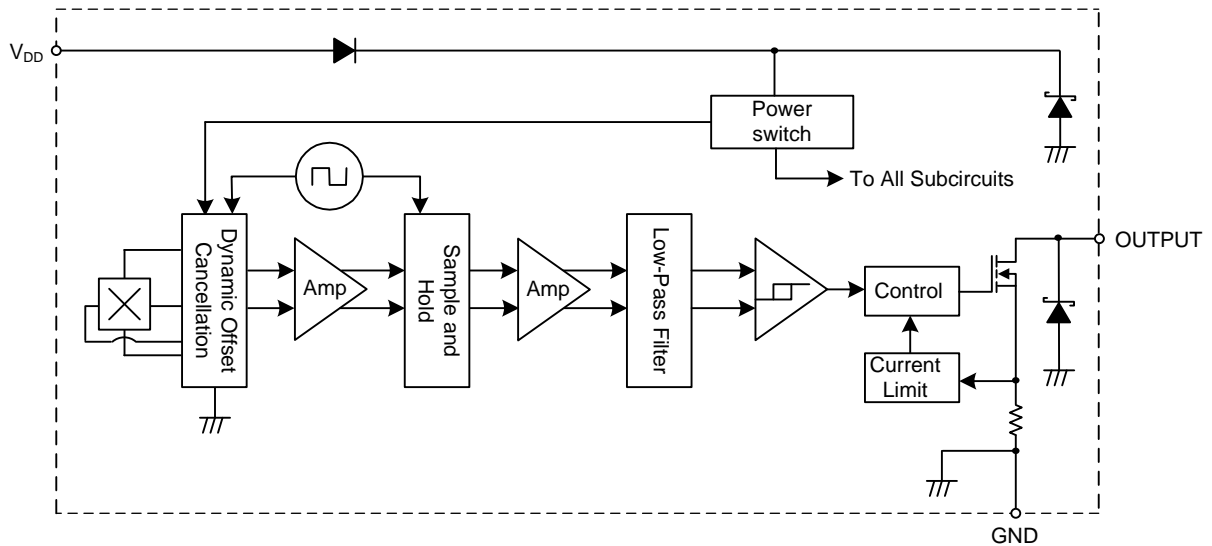 V_DD
Power
switch
To All Subcircuits
Dynamic Offset
Cancellation
Amp
Sample and
Hold
Amp
Low-Pass Filter
Control
Current
Limit
OUTPUT
GND